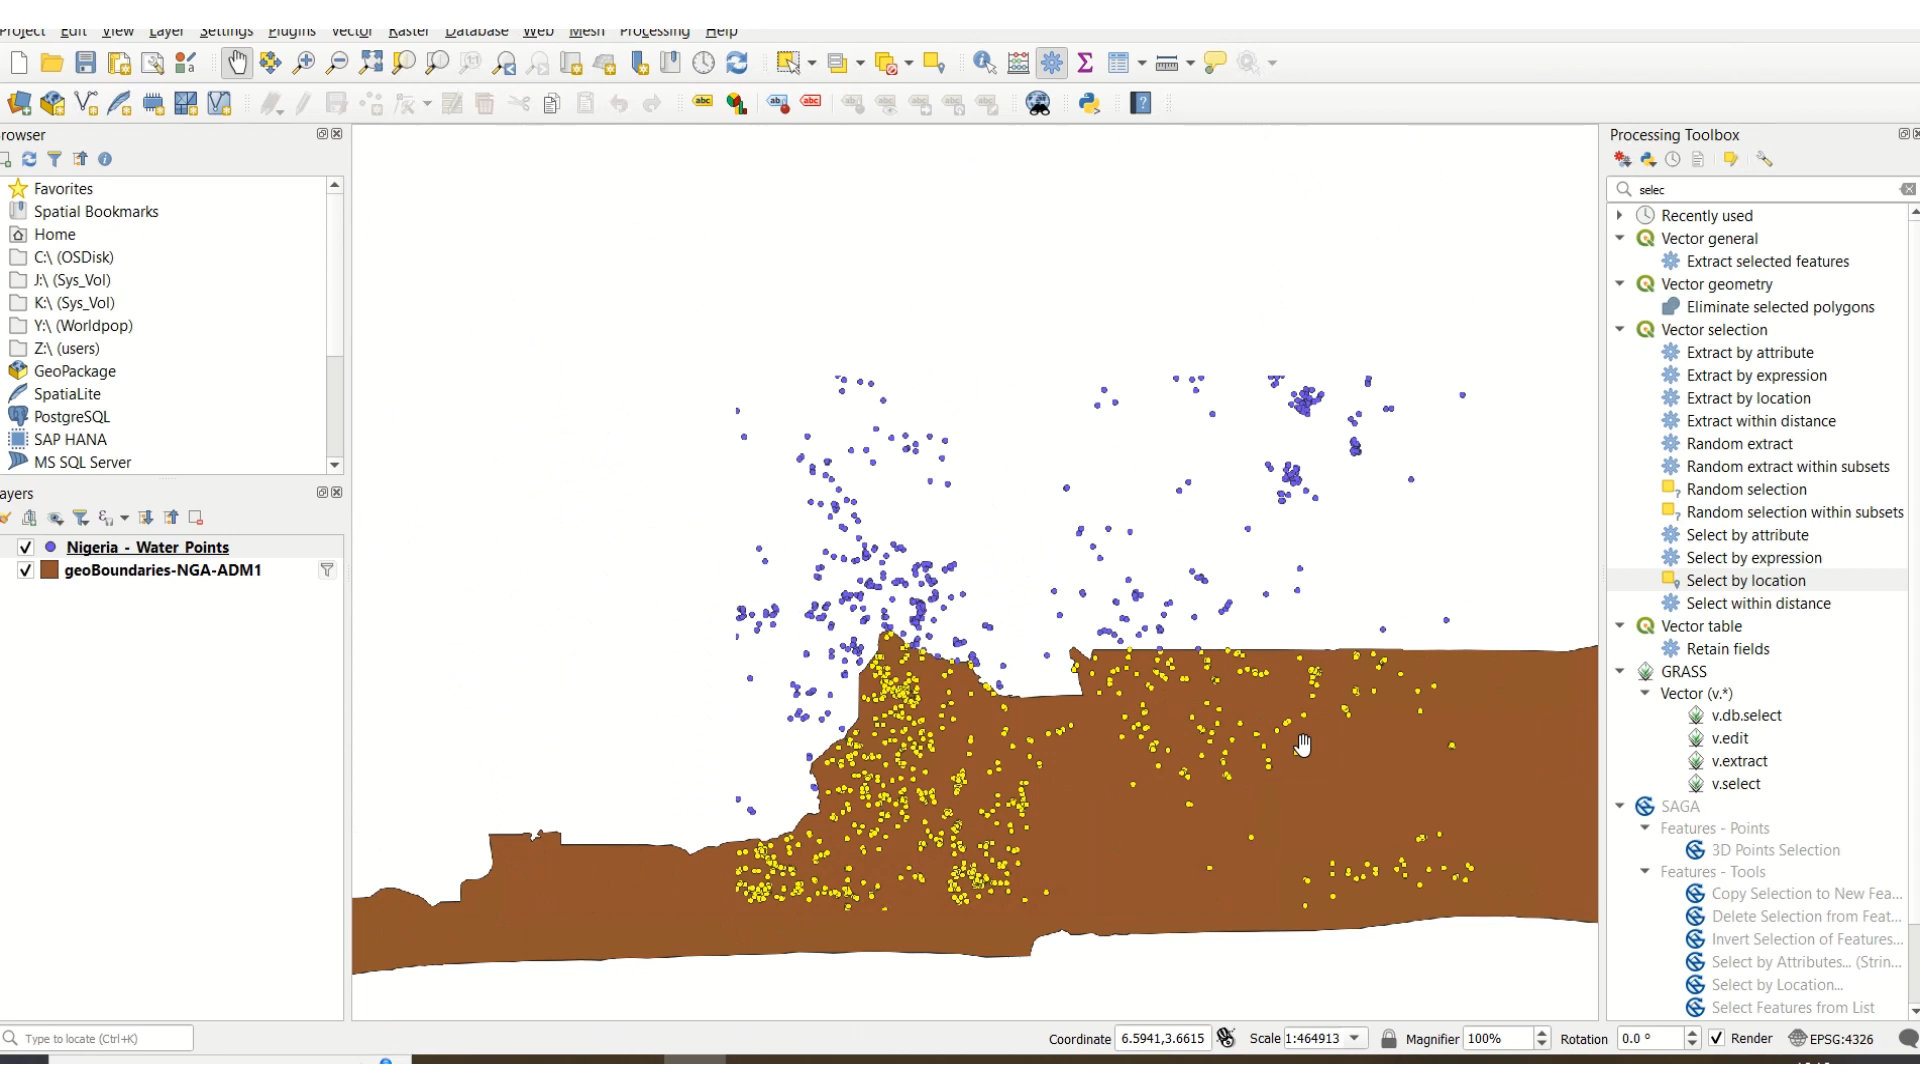 Project Edit View Layer Settings Plugins Vector Raster Database Web Mesh Processing Help
abc abc abc
Browser
Favorites
Spatial Bookmarks
Home
C:\ (OSDisk)
J:\ (Sys_Vol)
K:\ (Sys_Vol)
Y:\ (Worldpop)
Z:\ (users)
GeoPackage
SpatiaLite
PostgreSQL
SAP HANA
MS SQL Server
ayers
Nigeria - Water Points
geoBoundaries-NGA-ADM1
Processing Toolbox
selec
Recently used
Vector general
Extract selected features
Vector geometry
Eliminate selected polygons
Vector selection
Extract by attribute
Extract by expression
Extract by location
Extract within distance
Random extract
Random extract within subsets
Random selection
Random selection within subsets
Select by attribute
Select by expression
Select by location
Select within distance
Vector table
Retain fields
GRASS
Vector (v.*)
v.db.select
v.edit
v.extract
v.select
SAGA
Features - Points
3D Points Selection
Features - Tools
Copy Selection to New Fea...
Delete Selection from Feat...
Invert Selection of Features...
Select by Attributes... (Strin...
Select by Location...
Select Features from List
Type to locate (Ctrl+K)
Coordinate 6.5941,3.6615 Scale 1:464913 Magnifier 100% Rotation 0.0 ° Render EPSG:4326